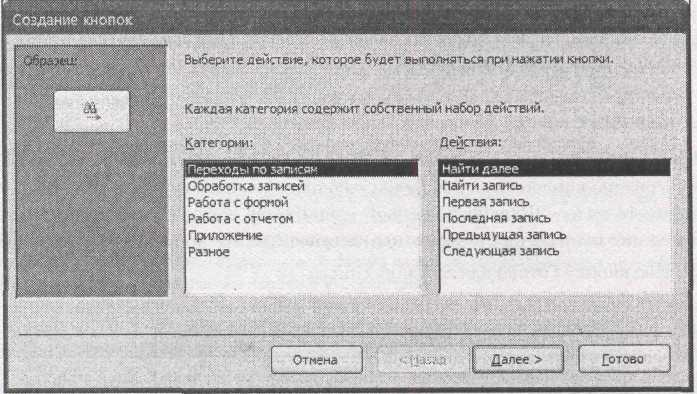 Создание кнопок
Образец:
Выберите действие, которое будет выполняться при нажатии кнопки.
Каждая категория содержит собственный набор действий.
Категории:
Переходы по записям
Обработка записей
Работа с формой
Работа с отчетом
Приложение
Разное
Действия:
Найти далее
Найти запись
Первая запись
Последняя запись
Предыдущая запись
Следующая запись
Отмена
< Назад
Далее >
Готово